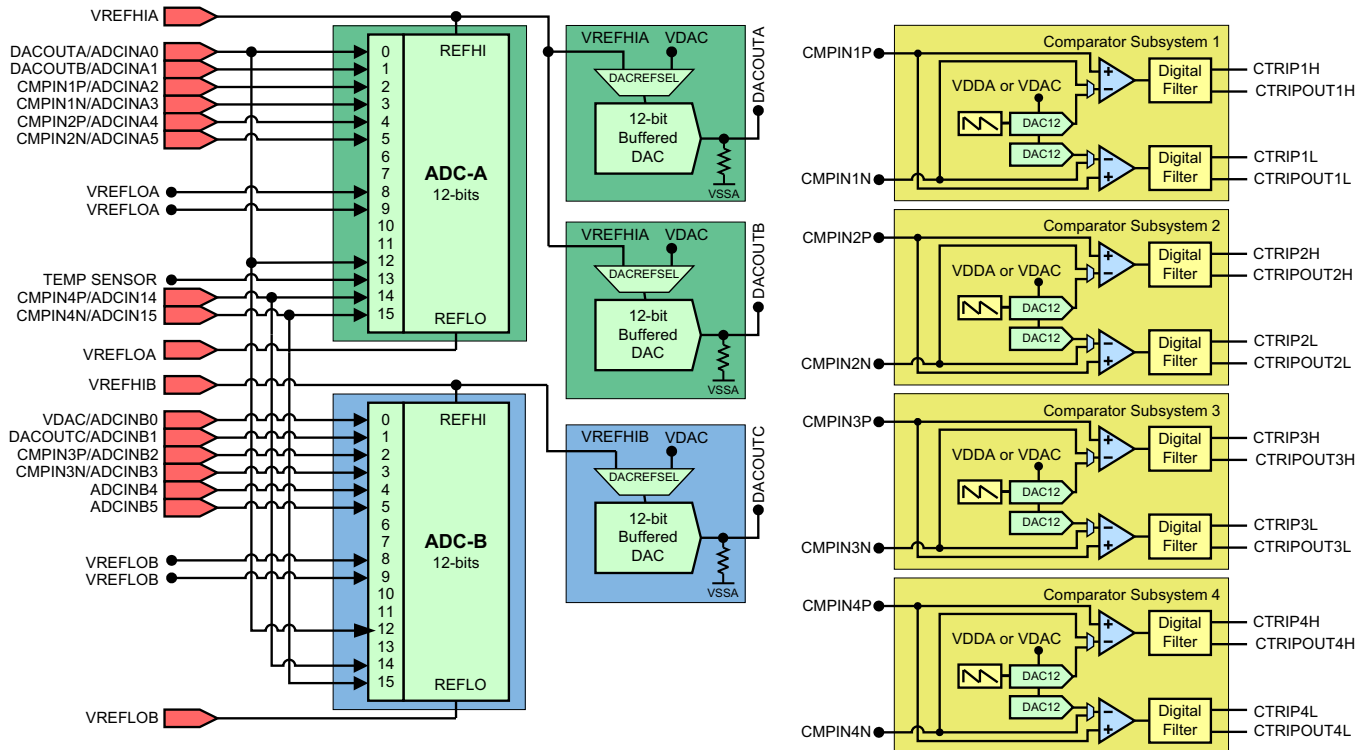 VREFHIA
DACOUTA/ADCINA0
DACOUTB/ADCINA1
CMPIN1P/ADCINA2
CMPIN1N/ADCINA3
CMPIN2P/ADCINA4
CMPIN2N/ADCINA5
VREFLOA
VREFLOA
TEMP SENSOR
CMPIN4P/ADCIN14
CMPIN4N/ADCIN15
VREFLOA
0
1
2
3
4
5
6
7
8
9
10
11
12
13
14
15
REFHI
ADC-A
12-bits
REFLO
VREFHIB
VDAC/ADCINB0
DACOUTC/ADCINB1
CMPIN3P/ADCINB2
CMPIN3N/ADCINB3
ADCINB4
ADCINB5
VREFLOB
VREFLOB
VREFLOB
0
1
2
3
4
5
6
7
8
9
10
11
12
13
14
15
REFHI
ADC-B
12-bits
REFLO
VREFHIA
VDAC
DACREFSEL
12-bit
Buffered
DAC
VSSA
DACOUTA
VREFHIA
VDAC
DACREFSEL
12-bit
Buffered
DAC
VSSA
DACOUTB
VREFHIB
VDAC
DACREFSEL
12-bit
Buffered
DAC
VSSA
DACOUTC
Comparator Subsystem 1
CMPIN1P
CMPIN1N
VDDA or VDAC
DAC12
DAC12
+
−
−
+
Digital
Filter
Digital
Filter
CTRIP1H
CTRIPOUT1H
CTRIP1L
CTRIPOUT1L
Comparator Subsystem 2
CMPIN2P
CMPIN2N
VDDA or VDAC
DAC12
DAC12
+
−
−
+
Digital
Filter
Digital
Filter
CTRIP2H
CTRIPOUT2H
CTRIP2L
CTRIPOUT2L
Comparator Subsystem 3
CMPIN3P
CMPIN3N
VDDA or VDAC
DAC12
DAC12
+
−
−
+
Digital
Filter
Digital
Filter
CTRIP3H
CTRIPOUT3H
CTRIP3L
CTRIPOUT3L
Comparator Subsystem 4
CMPIN4P
CMPIN4N
VDDA or VDAC
DAC12
DAC12
+
−
−
+
Digital
Filter
Digital
Filter
CTRIP4H
CTRIPOUT4H
CTRIP4L
CTRIPOUT4L